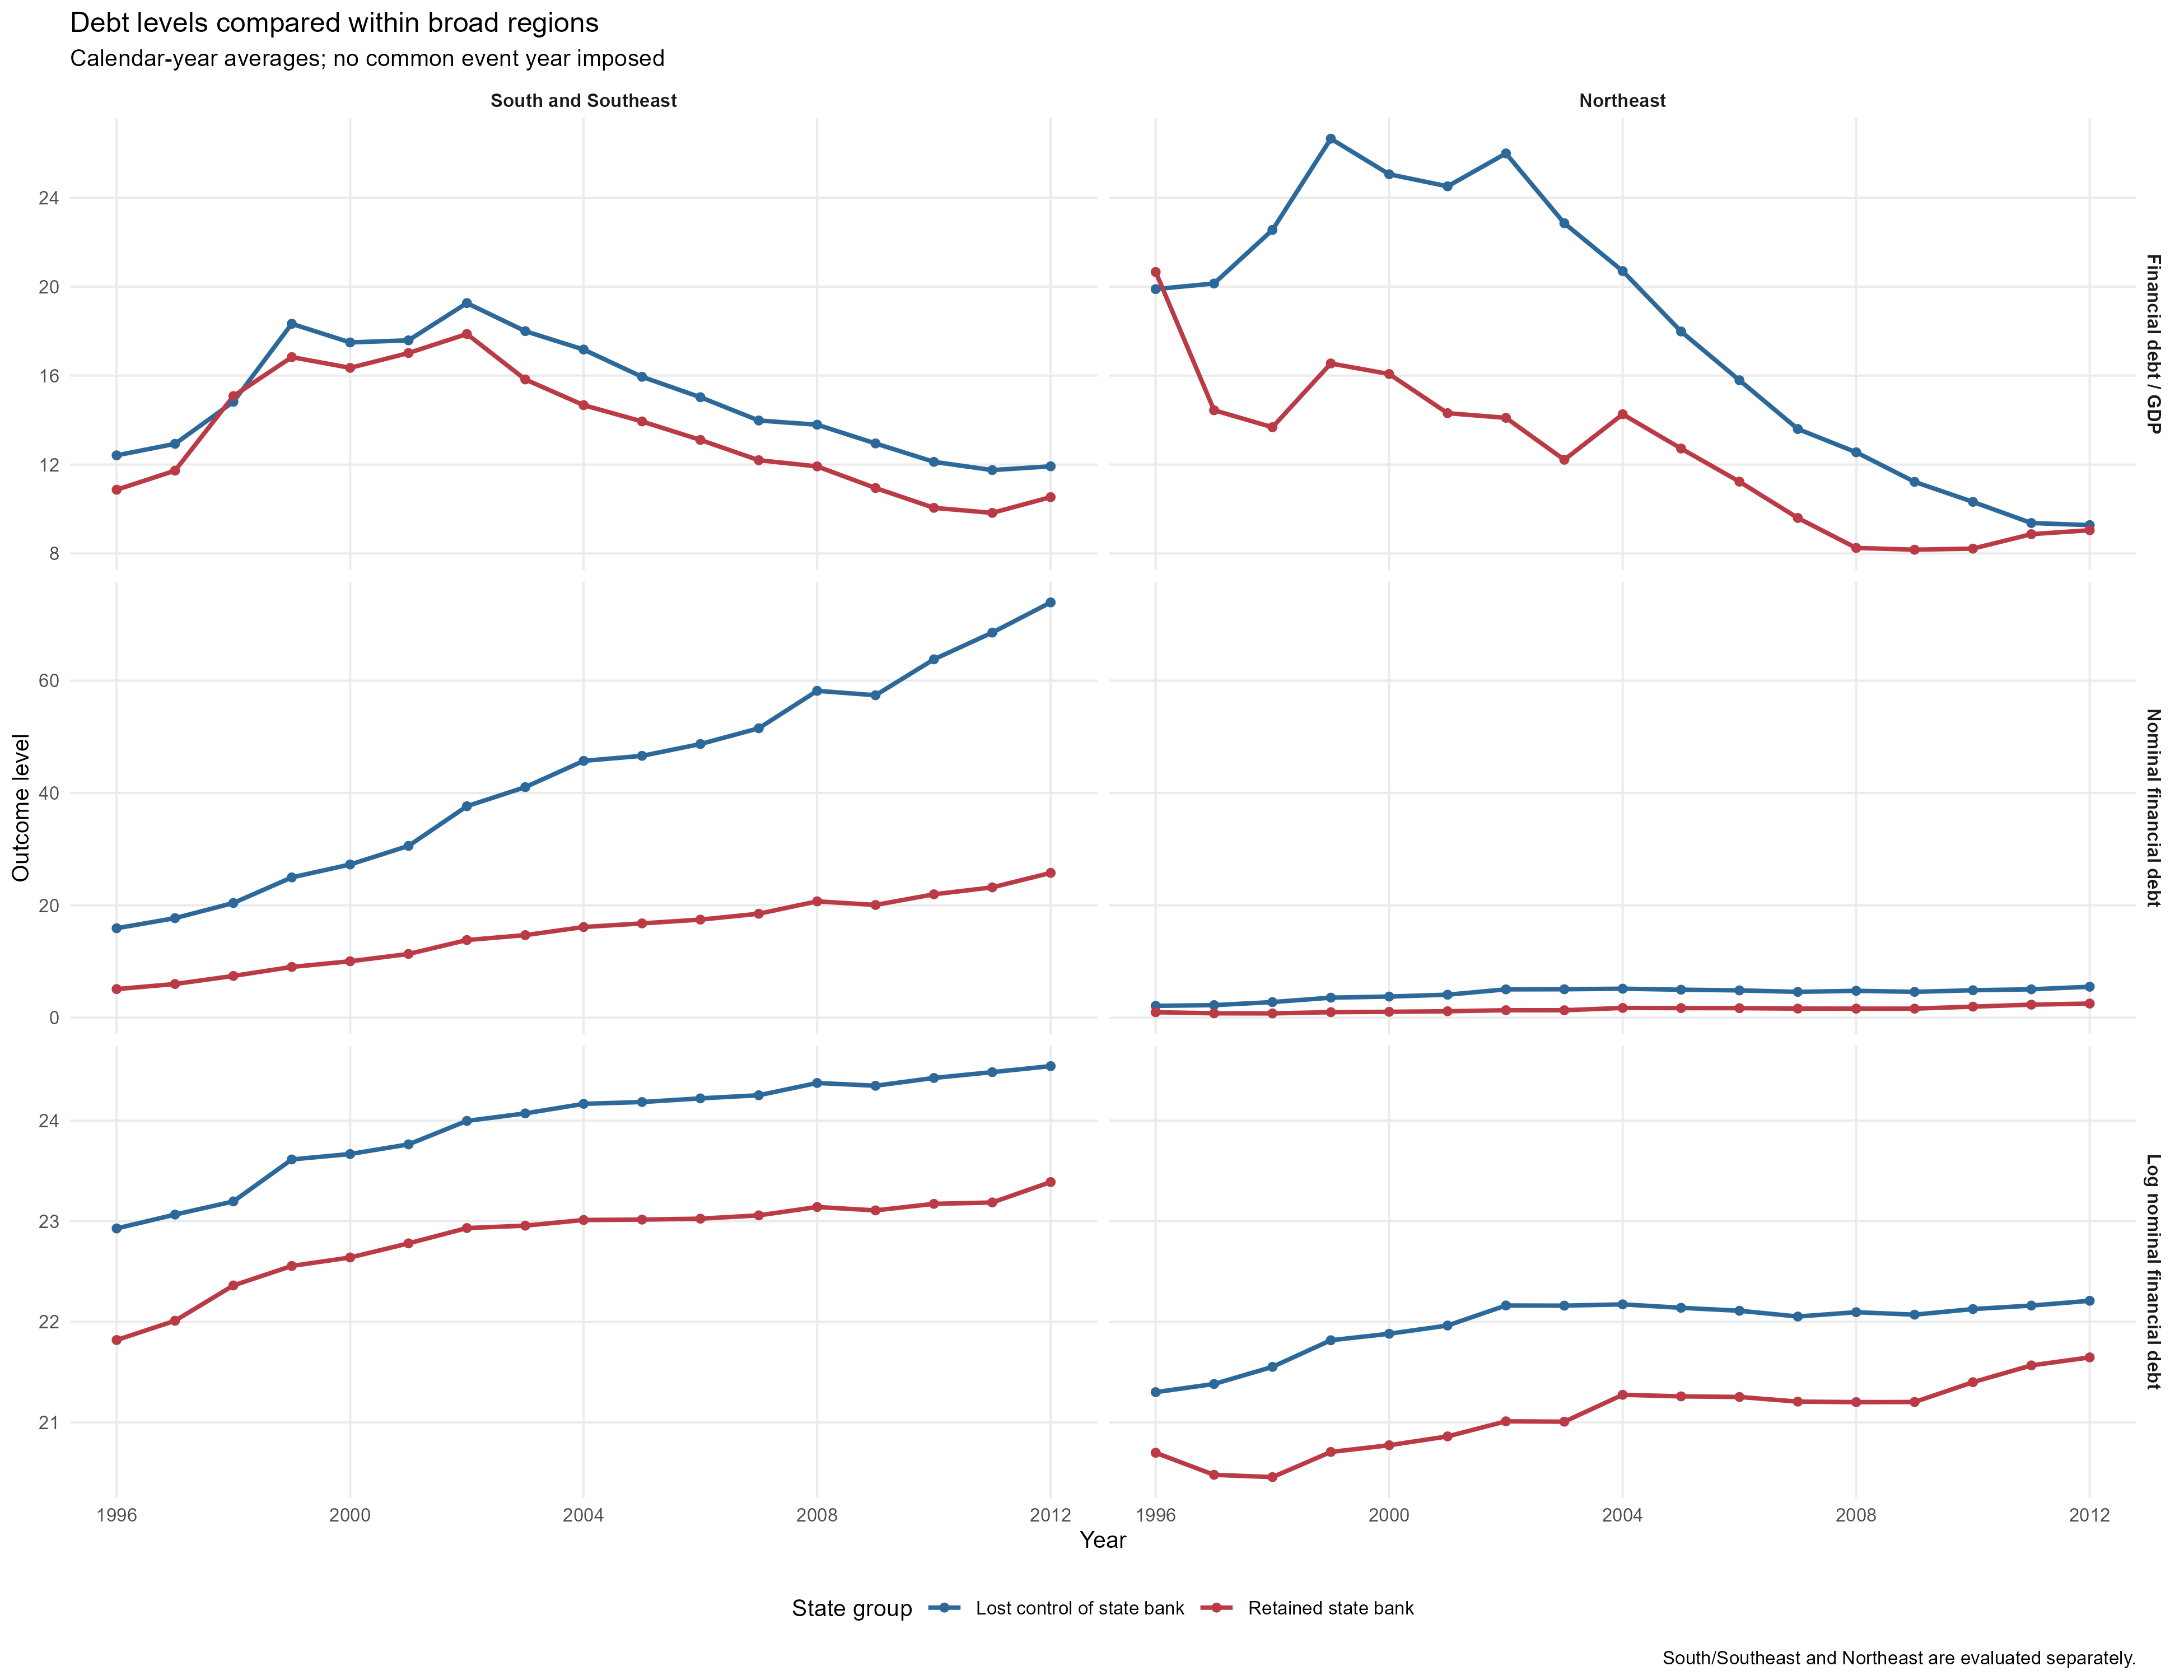 Debt levels compared within broad regions
Calendar-year averages; no common event year imposed
South and Southeast
Northeast
24
20
16
12
8
Financial debt / GDP
60
40
20
0
Nominal financial debt
24
23
22
21
Log nominal financial debt
Outcome level
1996 2000 2004 2008 2012
1996 2000 2004 2008 2012
Year
State group Lost control of state bank Retained state bank
South/Southeast and Northeast are evaluated separately.